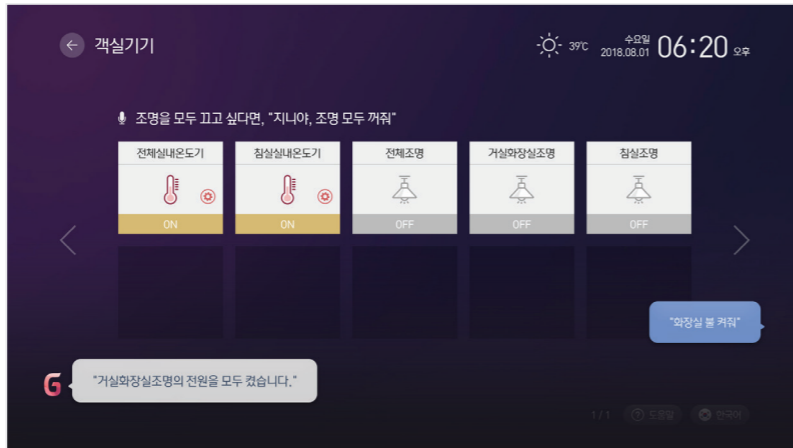 객실기기
39℃
수요일
2018.08.01
06:20 오후
조명을 모두 끄고 싶다면, "지니야, 조명 모두 꺼줘"
전체실내온도기
ON
침실실내온도기
ON
전체조명
OFF
거실화장실조명
OFF
침실조명
OFF
"화장실 불 켜줘"
G
"거실화장실조명의 전원을 모두 켰습니다."
1 / 1
? 도움말
한국어